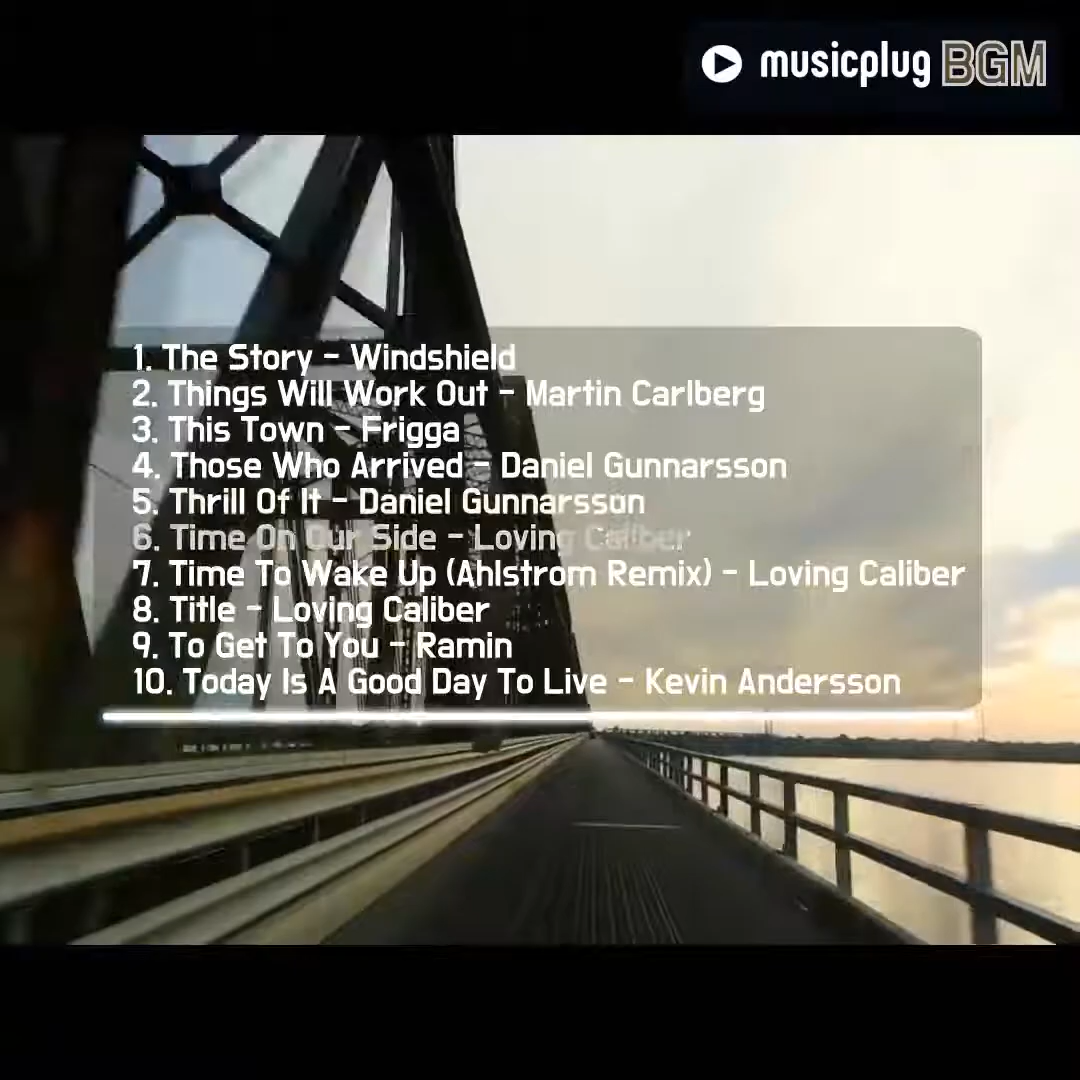 musicplug BGM
1. The Story - Windshield
2. Things Will Work Out - Martin Carlberg
3. This Town - Frigga
4. Those Who Arrived - Daniel Gunnarsson
5. Thrill Of It - Daniel Gunnarsson
6. Time On Our Side - Loving Caliber
7. Time To Wake Up (Ahlstrom Remix) - Loving Caliber
8. Title - Loving Caliber
9. To Get To You - Ramin
10. Today Is A Good Day To Live - Kevin Andersson